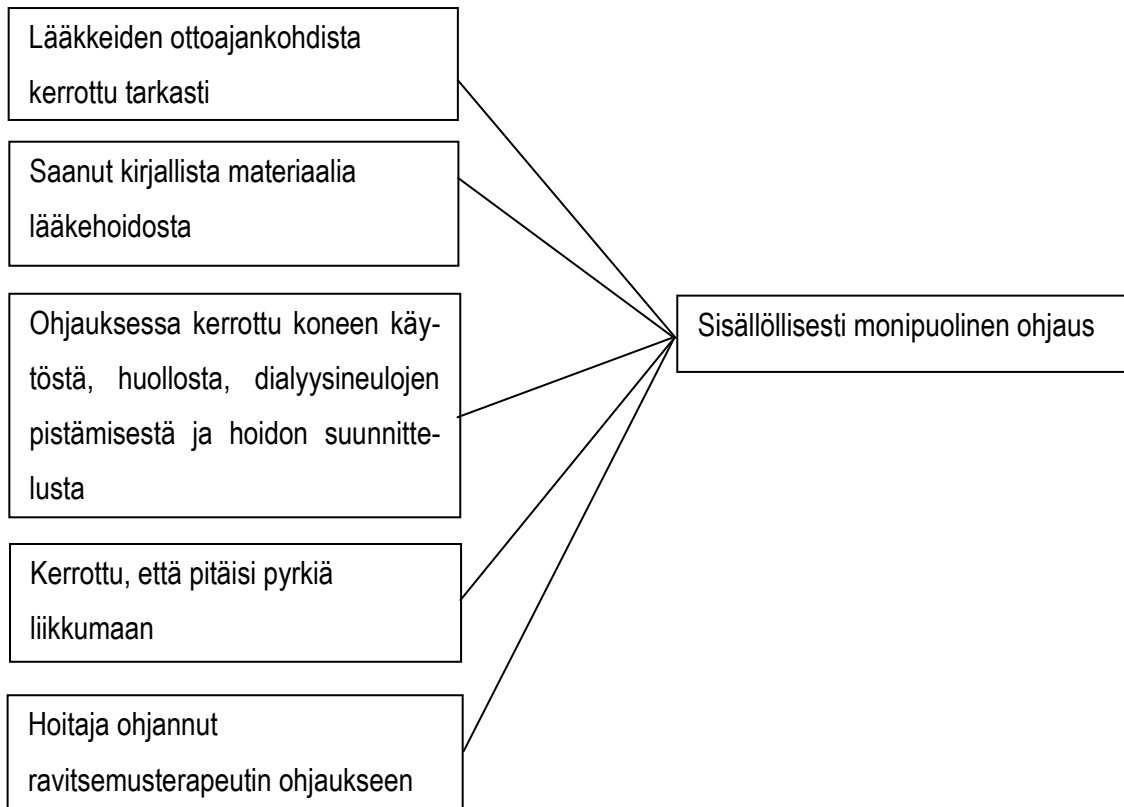 Lääkkeiden ottoajankohdista
kerrottu tarkasti
Saanut kirjallista materiaalia
lääkehoidosta
Ohjauksessa kerrottu koneen käy-
töstä, huollosta, dialyysineulojen
pistämisestä ja hoidon suunnitte-
lusta
Kerrottu, että pitäisi pyrkiä
liikkumaan
Hoitaja ohjannut
ravitsemusterapeutin ohjaukseen
Sisällöllisesti monipuolinen ohjaus